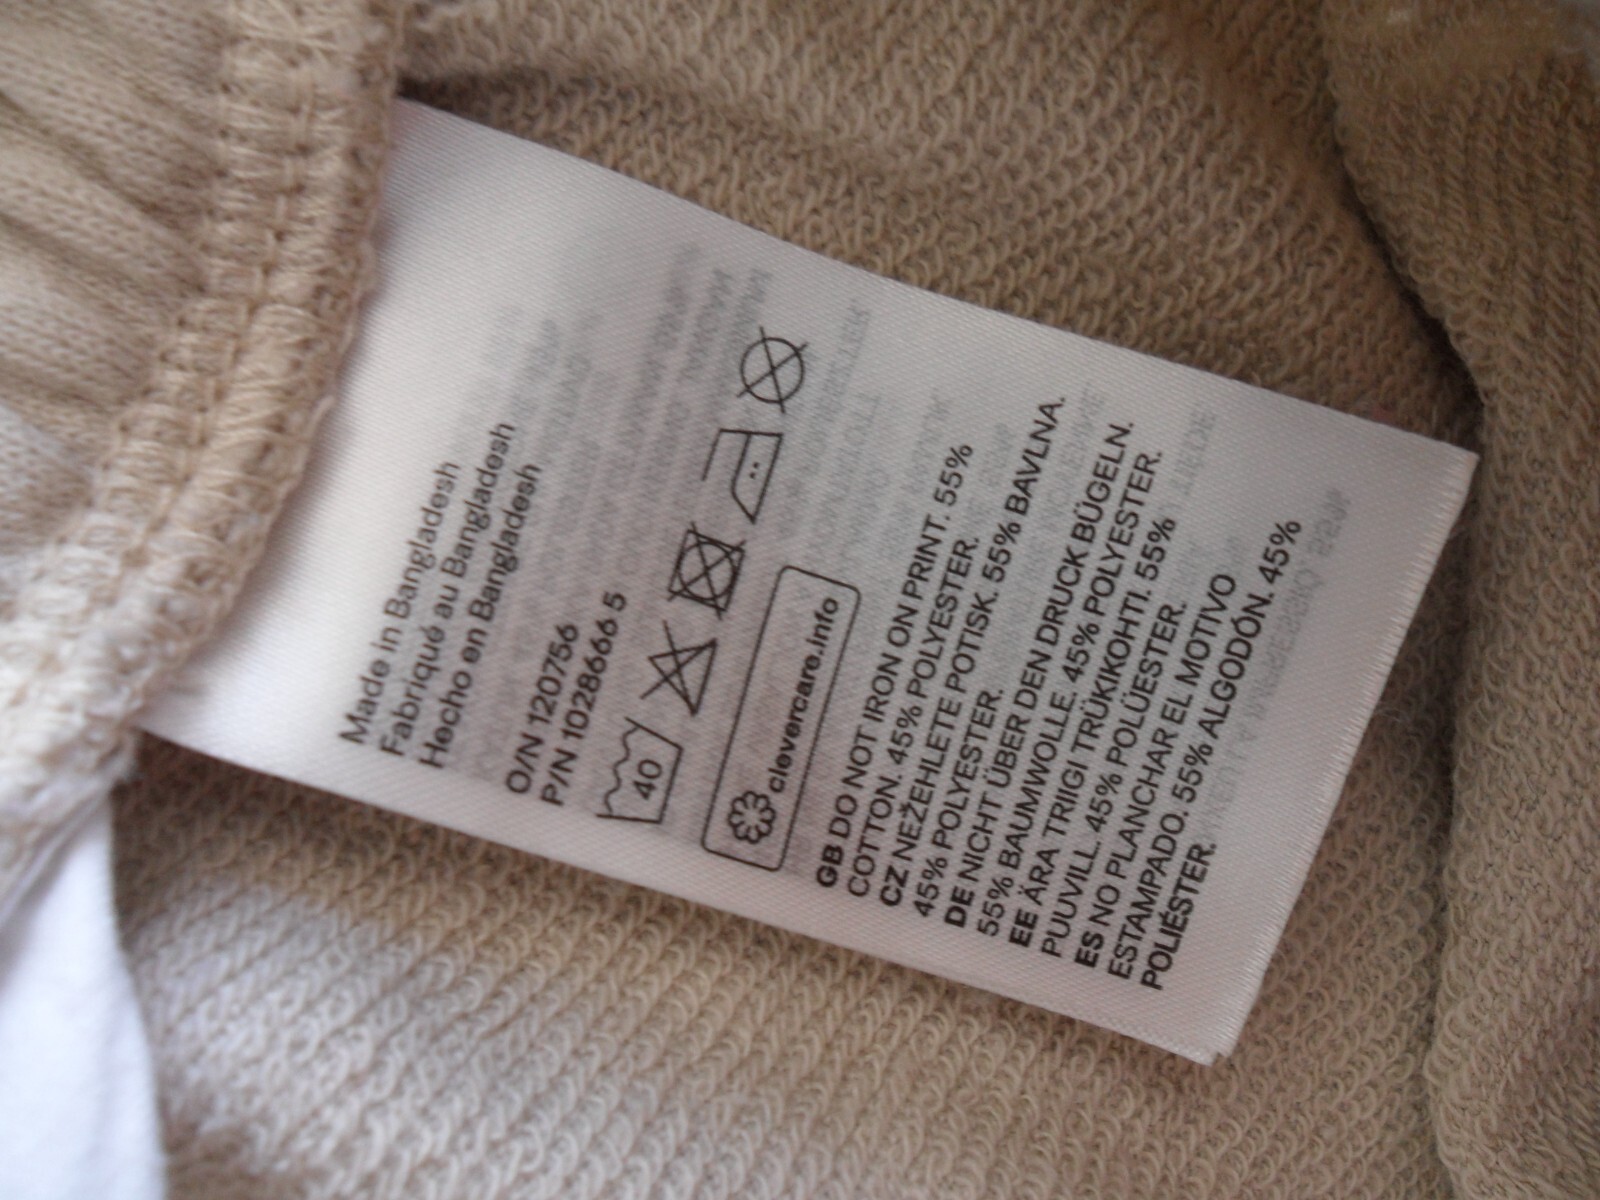 Made in Bangladesh
Fabriqué au Bangladesh
Hecho en Bangladesh
O/N 120756
P/N 1028666 5
40
clevercare.info
GB DO NOT IRON ON PRINT. 55%
COTTON. 45% POLYESTER.
CZ NEŽEHLETE POTISK. 55% BAVLNA.
45% POLYESTER.
DE NICHT ÜBER DEN DRUCK BÜGELN.
55% BAUMWOLLE. 45% POLYESTER.
EE ÄRA TRIIGI TRÜKIKOHTI. 55%
PUUVILL. 45% POLÜESTER.
ES NO PLANCHAR EL MOTIVO
ESTAMPADO. 55% ALGODÓN. 45%
POLIÉSTER.